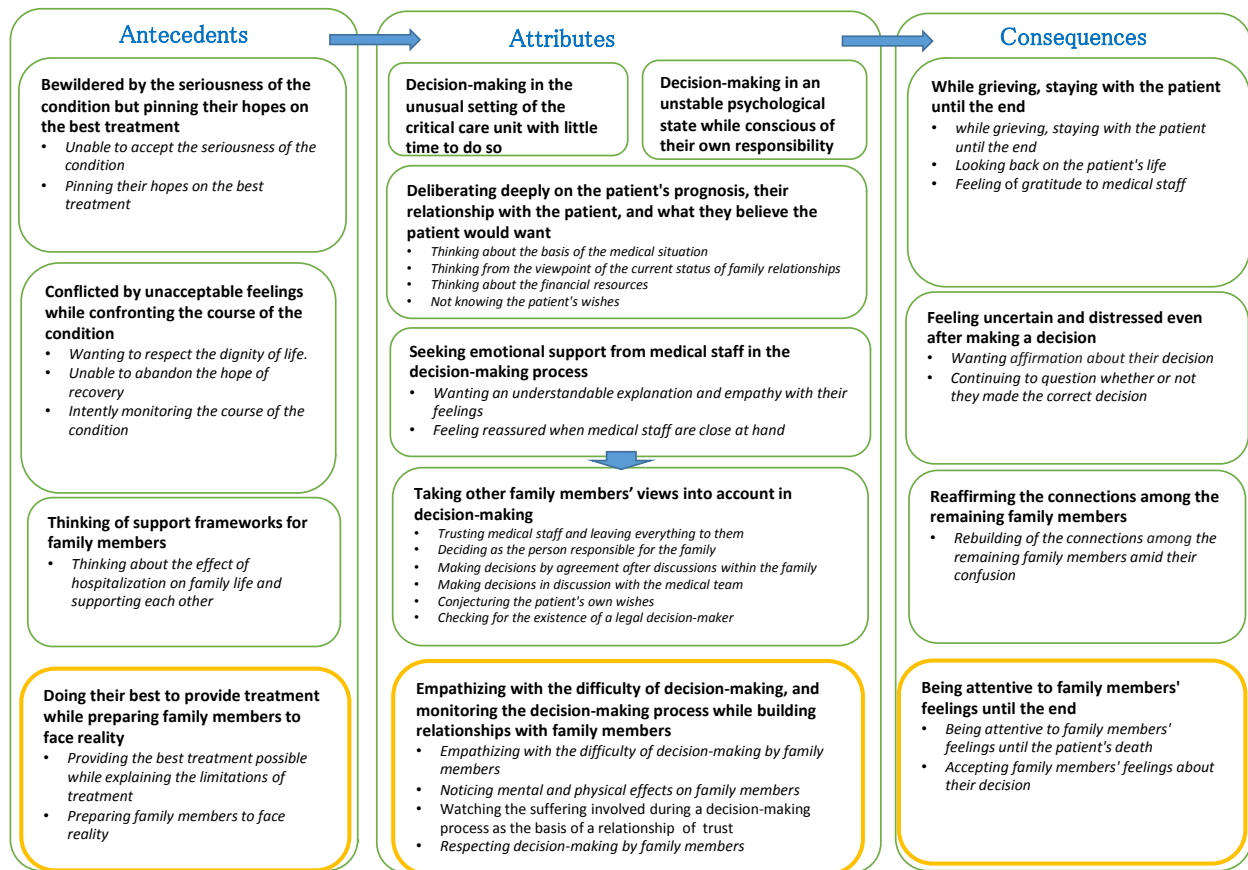 Antecedents
Bewildered by the seriousness of the
condition but pinning their hopes on
the best treatment
• Unable to accept the seriousness of the
condition
• Pinning their hopes on the best
treatment
Conflicted by unacceptable feelings
while confronting the course of the
condition
• Wanting to respect the dignity of life.
• Unable to abandon the hope of
recovery
• Intently monitoring the course of the
condition
Thinking of support frameworks for
family members
• Thinking about the effect of
hospitalization on family life and
supporting each other
Doing their best to provide treatment
while preparing family members to
face reality
• Providing the best treatment possible
while explaining the limitations of
treatment
• Preparing family members to face
reality
Attributes
Decision-making in the
unusual setting of the
critical care unit with little
time to do so
Decision-making in an
unstable psychological
state while conscious of
their own responsibility
Deliberating deeply on the patient's prognosis, their
relationship with the patient, and what they believe the
patient would want
• Thinking about the basis of the medical situation
• Thinking from the viewpoint of the current status of family relationships
• Thinking about the financial resources
• Not knowing the patient's wishes
Seeking emotional support from medical staff in the
decision-making process
• Wanting an understandable explanation and empathy with their
feelings
• Feeling reassured when medical staff are close at hand
Taking other family members’ views into account in
decision-making
• Trusting medical staff and leaving everything to them
• Deciding as the person responsible for the family
• Making decisions by agreement after discussions within the family
• Making decisions in discussion with the medical team
• Conjecturing the patient's own wishes
• Checking for the existence of a legal decision-maker
Empathizing with the difficulty of decision-making, and
monitoring the decision-making process while building
relationships with family members
• Empathizing with the difficulty of decision-making by family
members
• Noticing mental and physical effects on family members
• Watching the suffering involved during a decision-making
process as the basis of a relationship of trust
• Respecting decision-making by family members
Consequences
While grieving, staying with the patient
until the end
• while grieving, staying with the patient
until the end
• Looking back on the patient's life
• Feeling of gratitude to medical staff
Feeling uncertain and distressed even
after making a decision
• Wanting affirmation about their decision
• Continuing to question whether or not
they made the correct decision
Reaffirming the connections among the
remaining family members
• Rebuilding of the connections among the
remaining family members amid their
confusion
Being attentive to family members'
feelings until the end
• Being attentive to family members'
feelings until the patient's death
• Accepting family members' feelings about
their decision